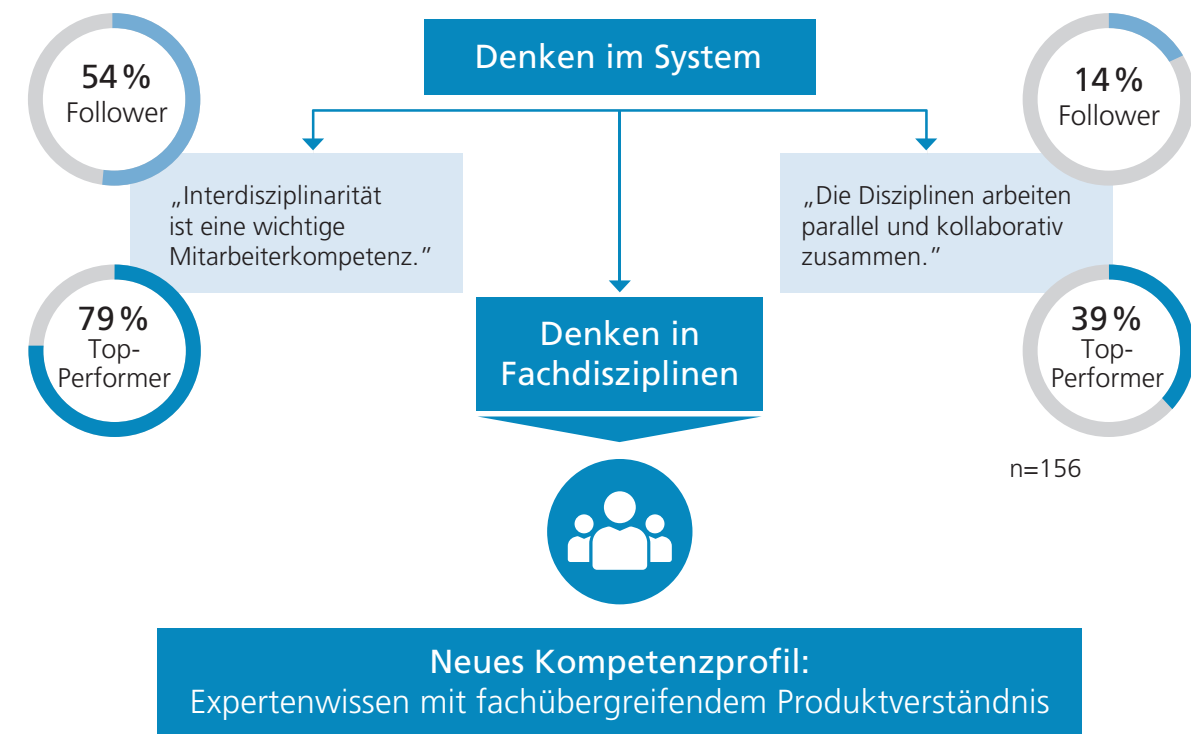 Denken im System
54 %
Follower
14 %
Follower
„Interdisziplinarität
ist eine wichtige
Mitarbeiterkompetenz.”
„Die Disziplinen arbeiten
parallel und kollaborativ
zusammen.”
79 %
Top-
Performer
39 %
Top-
Performer
Denken in
Fachdisziplinen
n=156
Neues Kompetenzprofil:
Expertenwissen mit fachübergreifendem Produktverständnis